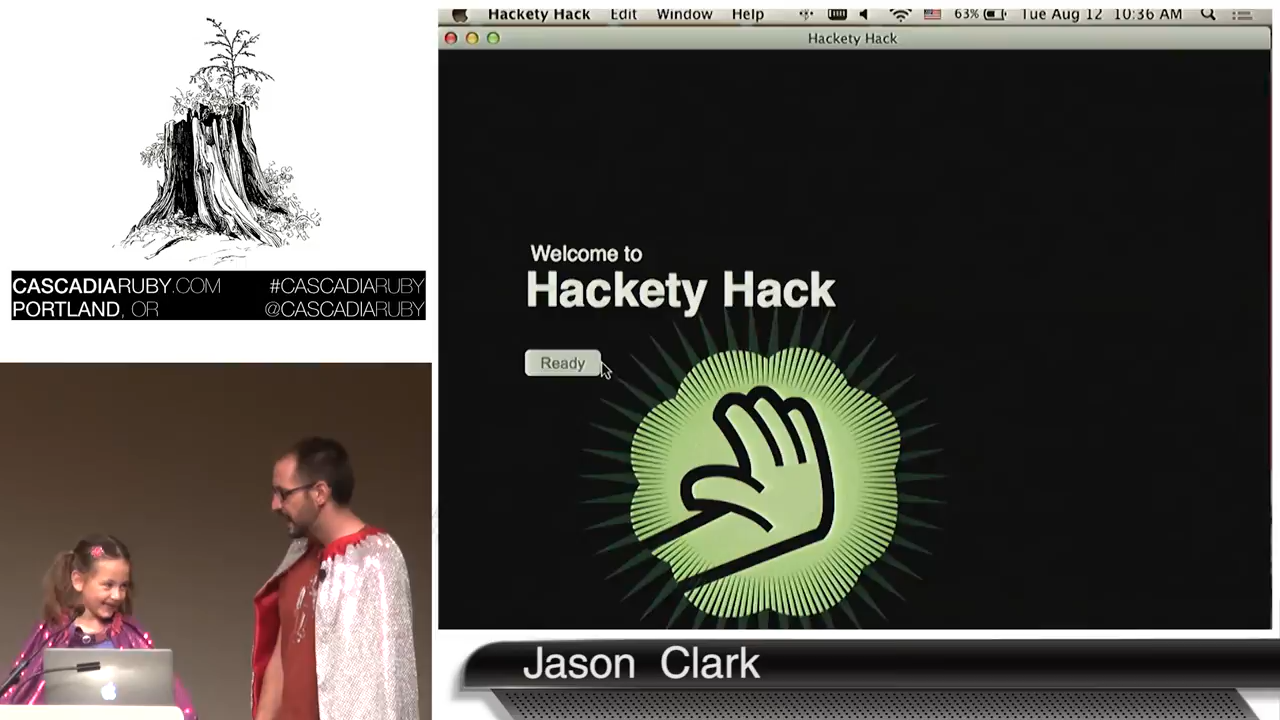 CASCADIARUBY.COM #CASCADIARUBY
PORTLAND, OR @CASCADIARUBY
Hackety Hack Edit Window Help 63% Tue Aug 12 10:36 AM
Hackety Hack
Welcome to
Hackety Hack
Ready
Jason Clark